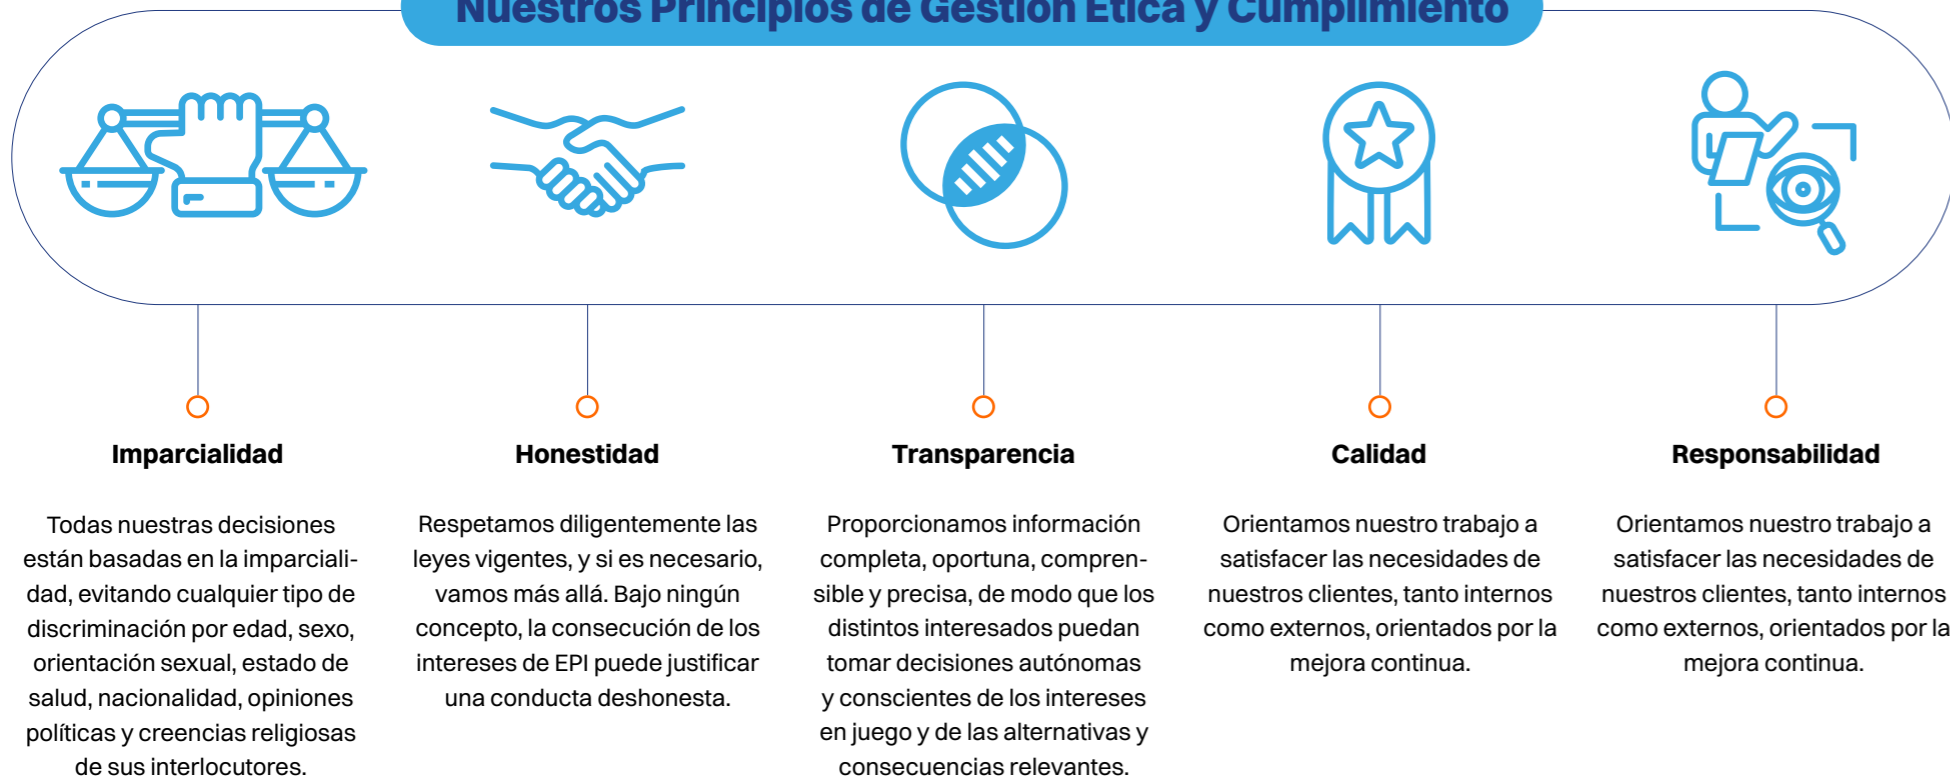 Nuestros Principios de Gestión Ética y Cumplimiento
Imparcialidad
Todas nuestras decisiones
están basadas en la imparciali-
dad, evitando cualquier tipo de
discriminación por edad, sexo,
orientación sexual, estado de
salud, nacionalidad, opiniones
políticas y creencias religiosas
de sus interlocutores.
Honestidad
Respetamos diligentemente las
leyes vigentes, y si es necesario,
vamos más allá. Bajo ningún
concepto, la consecución de los
intereses de EPI puede justificar
una conducta deshonesta.
Transparencia
Proporcionamos información
completa, oportuna, compren-
sible y precisa, de modo que los
distintos interesados puedan
tomar decisiones autónomas
y conscientes de los intereses
en juego y de las alternativas y
consecuencias relevantes.
Calidad
Orientamos nuestro trabajo a
satisfacer las necesidades de
nuestros clientes, tanto internos
como externos, orientados por la
mejora continua.
Responsabilidad
Orientamos nuestro trabajo a
satisfacer las necesidades de
nuestros clientes, tanto internos
como externos, orientados por la
mejora continua.